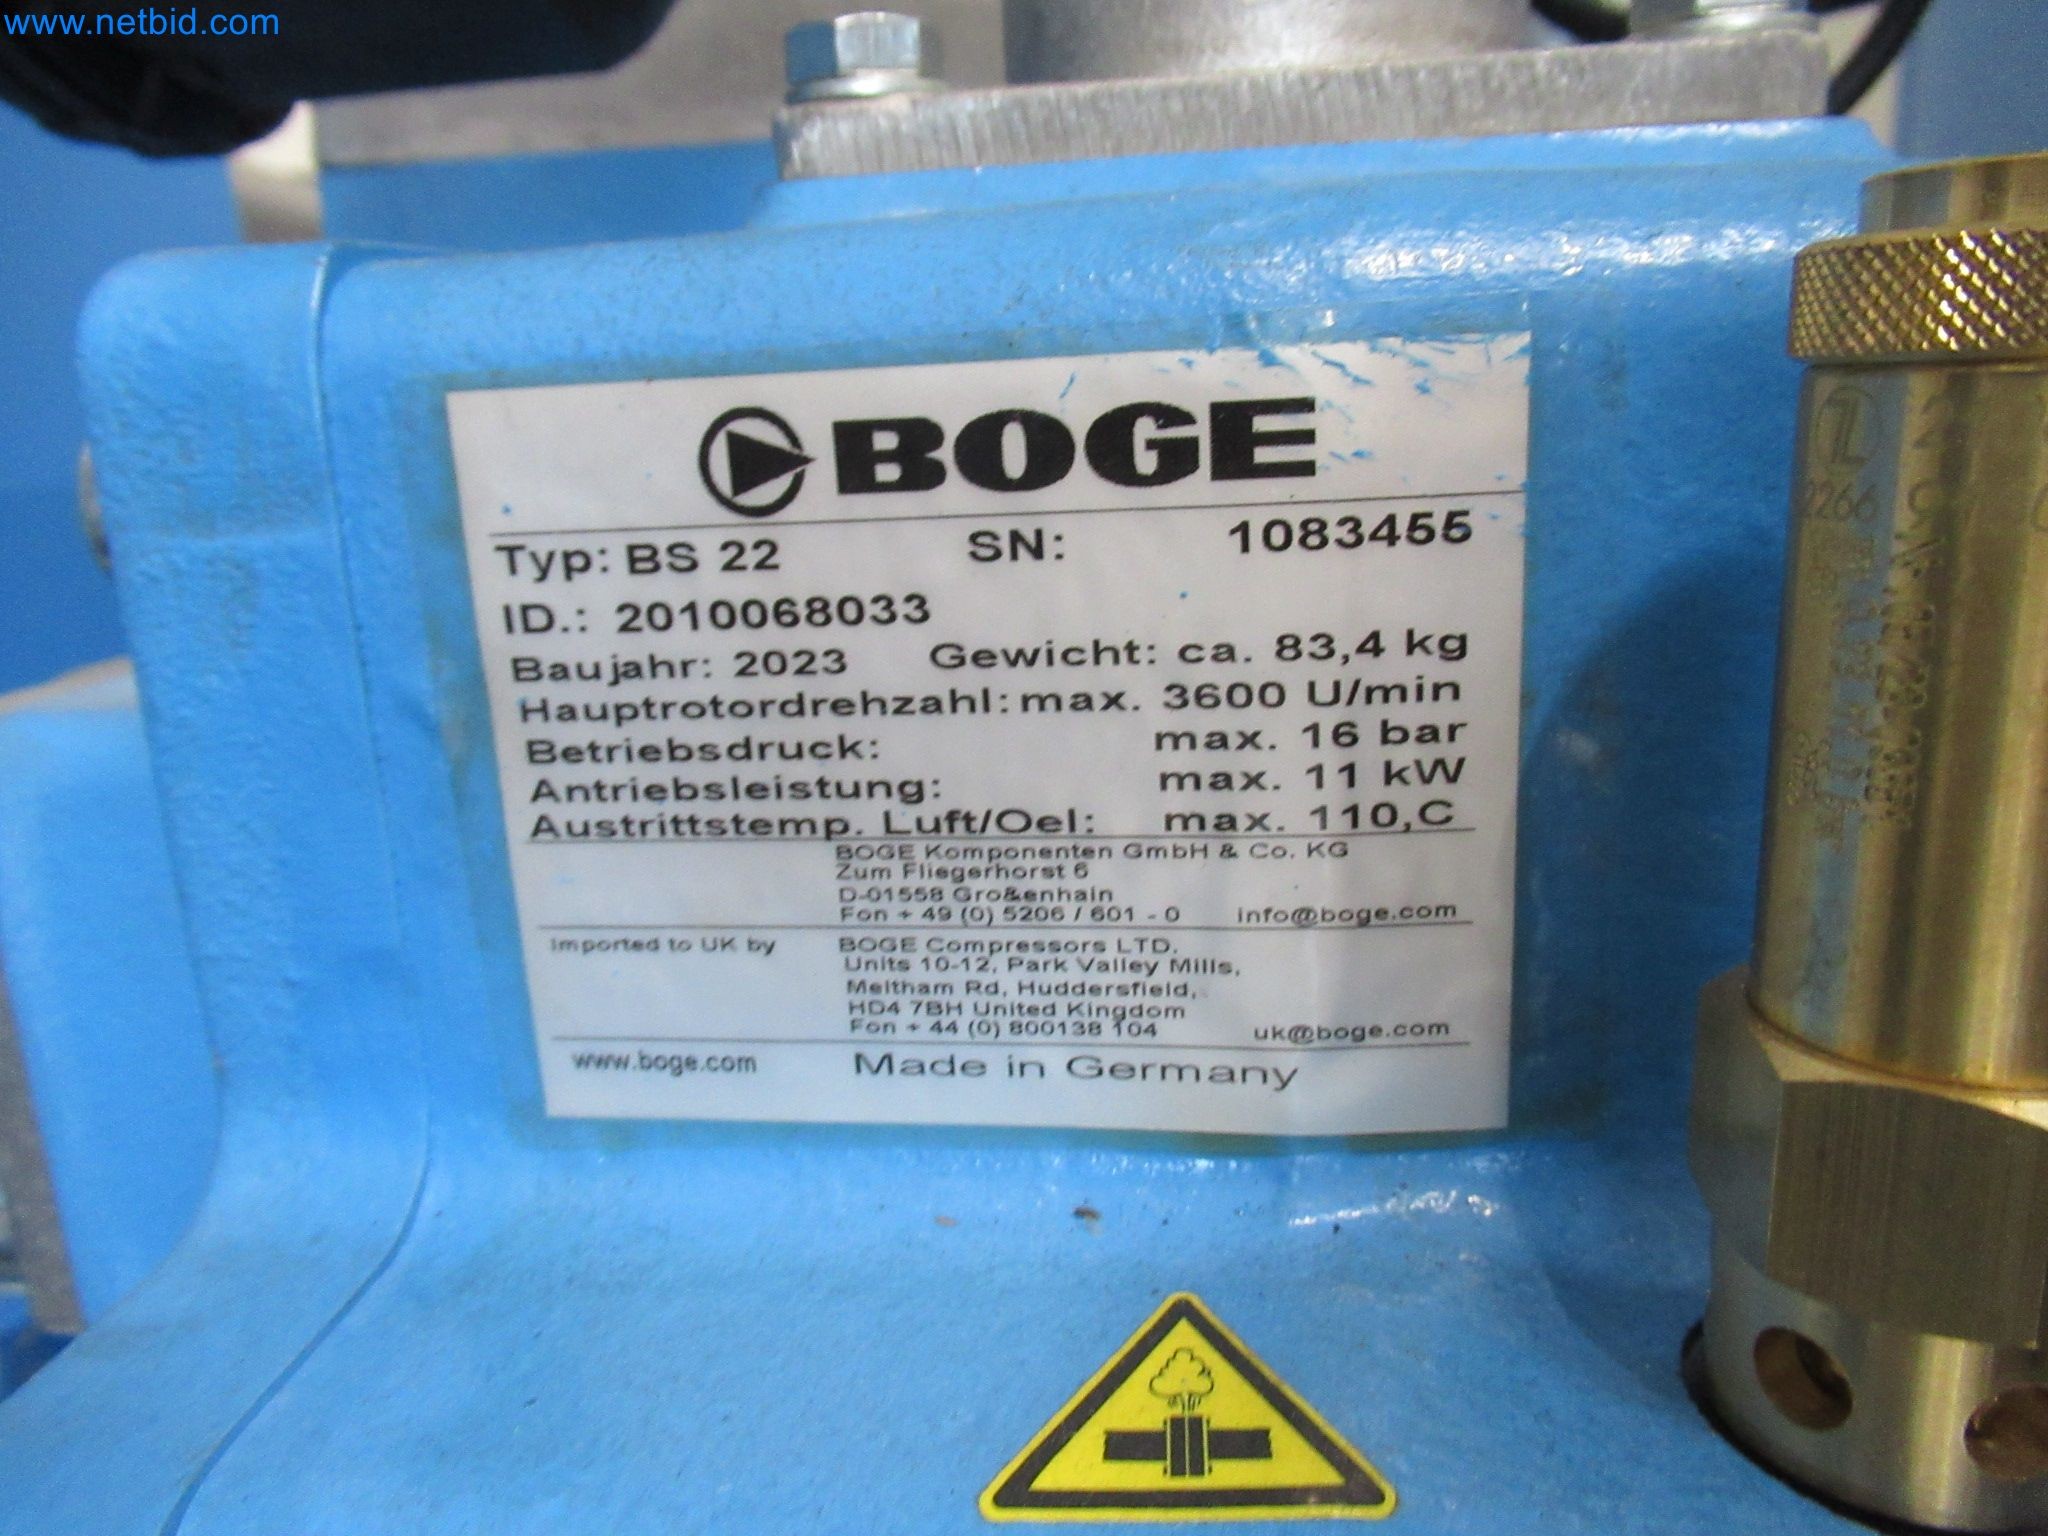 www.netbid.com
BOGE
Typ: BS 22 SN: 1083455
ID.: 2010068033
Baujahr: 2023 Gewicht: ca. 83,4 kg
Hauptrotordrehzahl: max. 3600 U/min
Betriebsdruck: max. 16 bar
Antriebsleistung: max. 11 kW
Austrittstemp. Luft/Oel: max. 110,C
BOGE Komponenten GmbH & Co. KG
Zum Fliegerhorst 6
D-01558 Großenhain
Fon + 49 (0) 5206 / 601 - 0 info@boge.com
Imported to UK by BOGE Compressors LTD.
Units 10-12, Park Valley Mills,
Meltham Rd, Huddersfield,
HD4 7BH United Kingdom
Fon + 44 (0) 800138 104 uk@boge.com
www.boge.com Made in Germany
2266